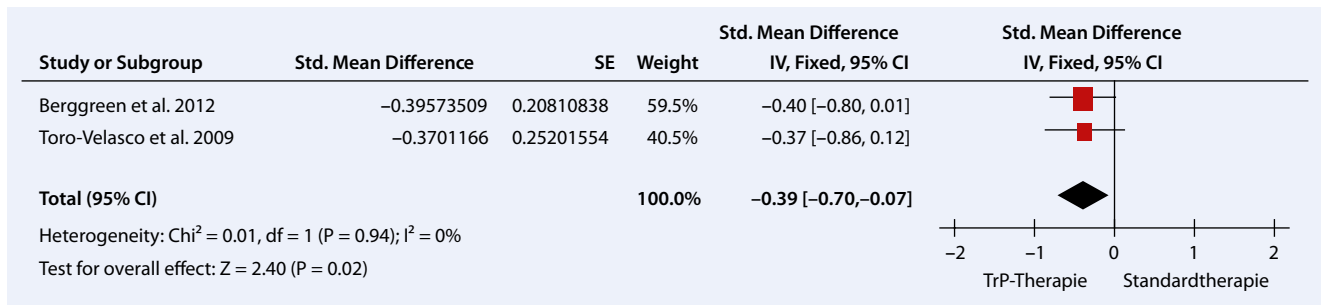 Std. Mean Difference Std. Mean Difference
Study or Subgroup Std. Mean Difference SE Weight IV, Fixed, 95% CI IV, Fixed, 95% CI
Berggreen et al. 2012 –0.39573509 0.20810838 59.5% –0.40 [–0.80, 0.01]
Toro-Velasco et al. 2009 –0.3701166 0.25201554 40.5% –0.37 [–0.86, 0.12]
Total (95% CI) 100.0% –0.39 [–0.70,–0.07]
Heterogeneity: Chi² = 0.01, df = 1 (P = 0.94); I² = 0%
Test for overall effect: Z = 2.40 (P = 0.02)
–2 –1 0 1 2
TrP-Therapie Standardtherapie